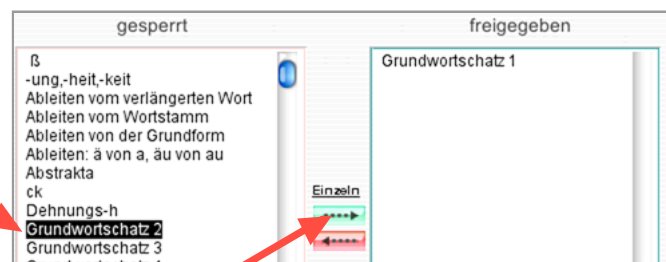 gesperrt
freigegeben
ß
-ung,-heit,-keit
Ableiten vom verlängerten Wort
Ableiten vom Wortstamm
Ableiten von der Grundform
Ableiten: ä von a, äu von au
Abstrakta
ck
Dehnungs-h
Grundwortschatz 2
Grundwortschatz 3
Einzeln
Grundwortschatz 1